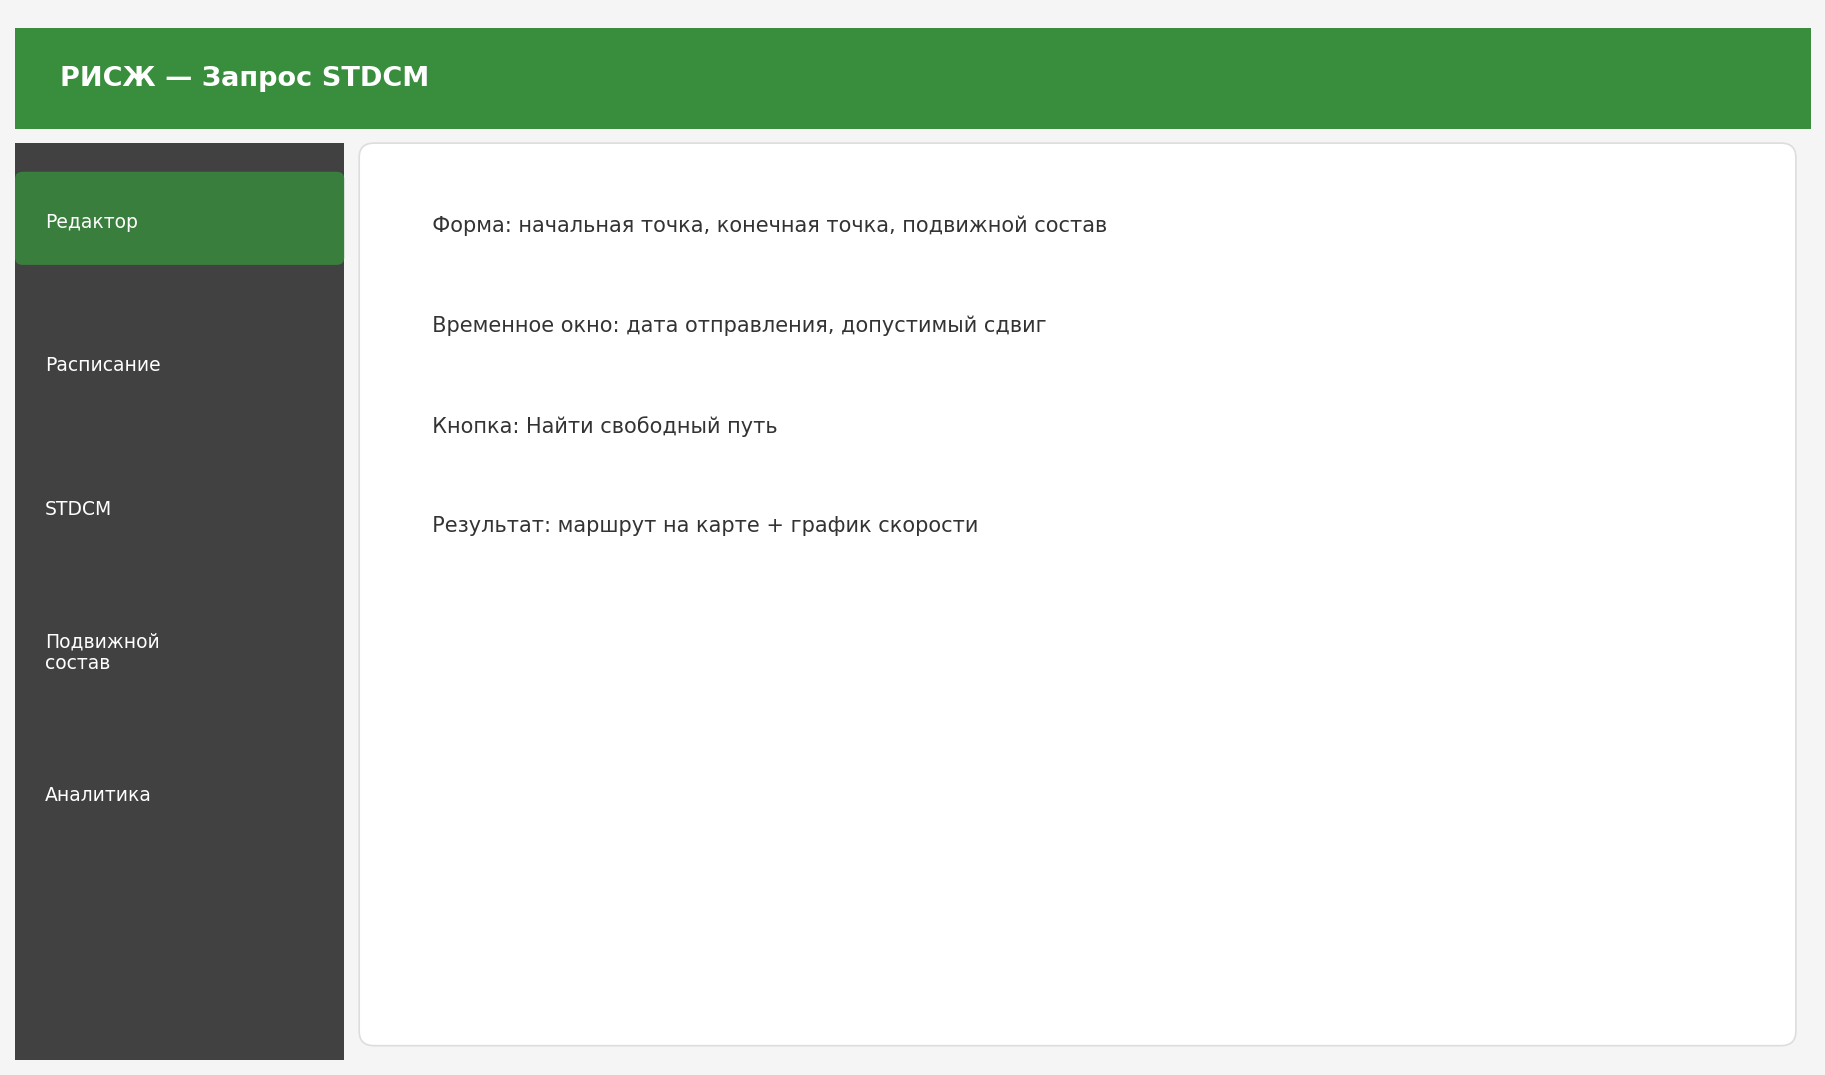 РИСЖ — Запрос STDCM
Редактор
Расписание
STDCM
Подвижной
состав
Аналитика
Форма: начальная точка, конечная точка, подвижной состав
Временное окно: дата отправления, допустимый сдвиг
Кнопка: Найти свободный путь
Результат: маршрут на карте + график скорости